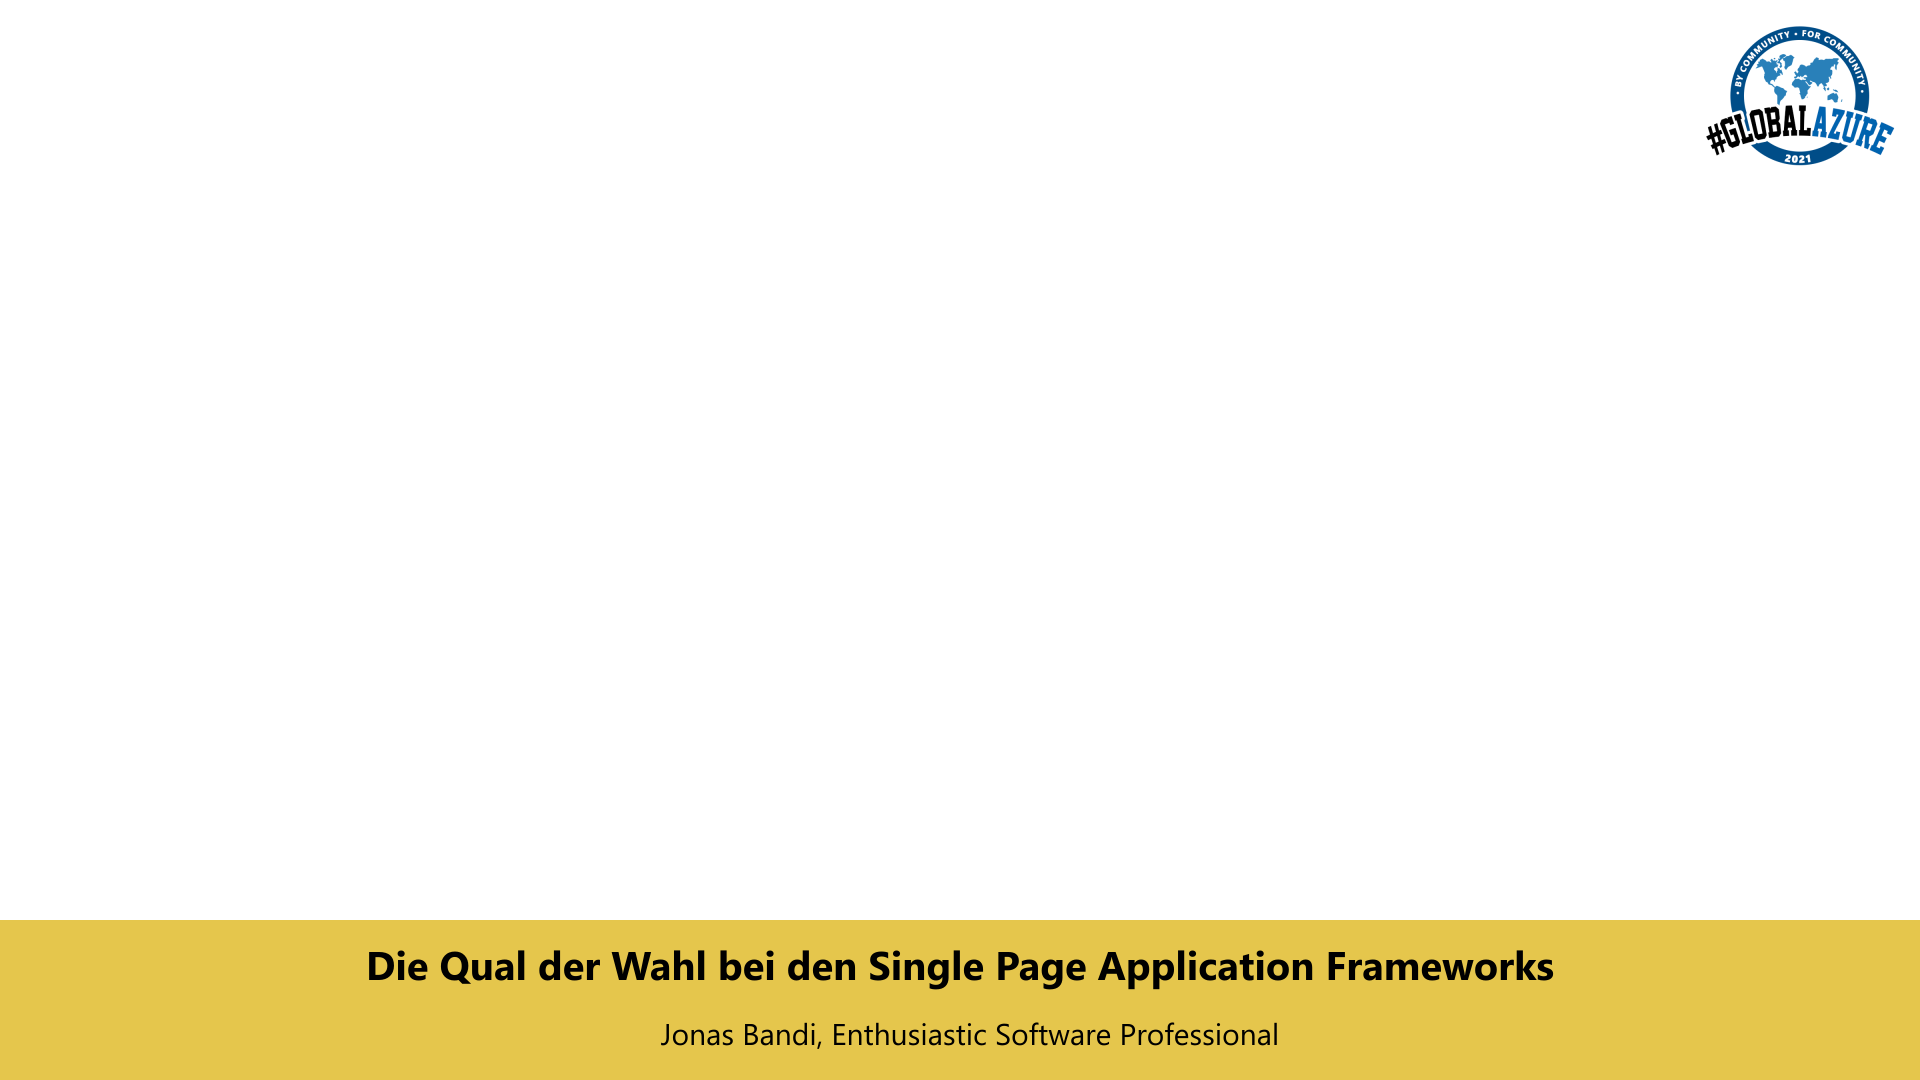 • BY COMMUNITY • FOR COMMUNITY •
#GLOBALAZURE
2021
Die Qual der Wahl bei den Single Page Application Frameworks
Jonas Bandi, Enthusiastic Software Professional